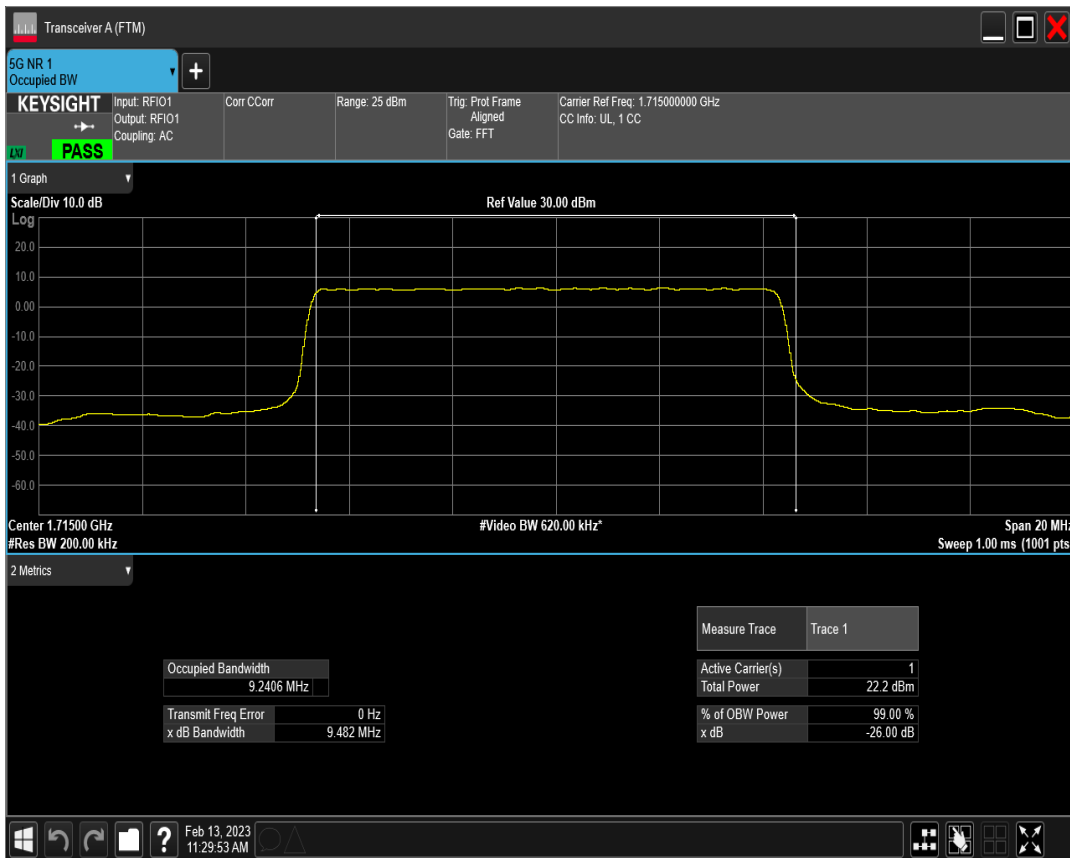 Transceiver A (FTM)
5G NR 1
Occupied BW
+
KEYSIGHT
LXI
PASS
Input: RFIO1
Output: RFIO1
Coupling: AC
Corr CCorr
Range: 25 dBm
Trig: Prot Frame
Aligned
Gate: FFT
Carrier Ref Freq: 1.715000000 GHz
CC Info: UL, 1 CC
1 Graph
Scale/Div 10.0 dB
Ref Value 30.00 dBm
Log
20.0
10.0
0.00
-10.0
-20.0
-30.0
-40.0
-50.0
-60.0
Center 1.71500 GHz
#Video BW 620.00 kHz*
Span 20 MHz
#Res BW 200.00 kHz
Sweep 1.00 ms (1001 pts
2 Metrics
Measure Trace Trace 1
Occupied Bandwidth
9.2406 MHz
Active Carrier(s) 1
Total Power 22.2 dBm
Transmit Freq Error 0 Hz
x dB Bandwidth 9.482 MHz
% of OBW Power 99.00 %
x dB -26.00 dB
?
Feb 13, 2023
11:29:53 AM